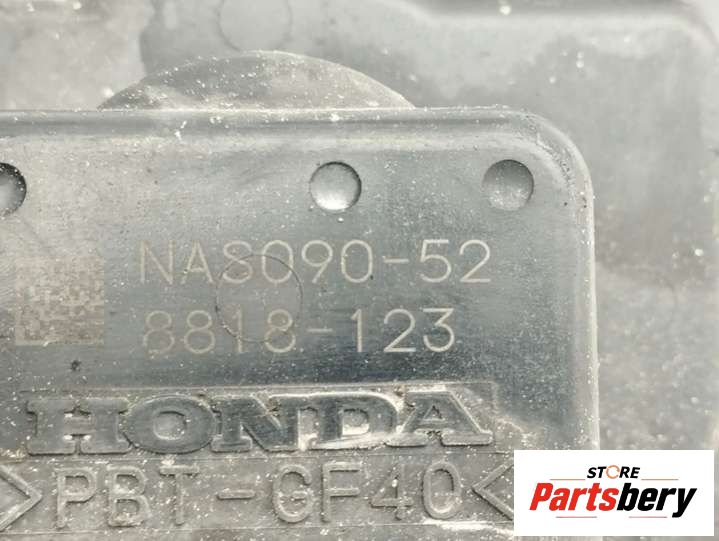 NA8090-52
8818-123
HONDA
>PBT-GF40<
STORE
Partsbery